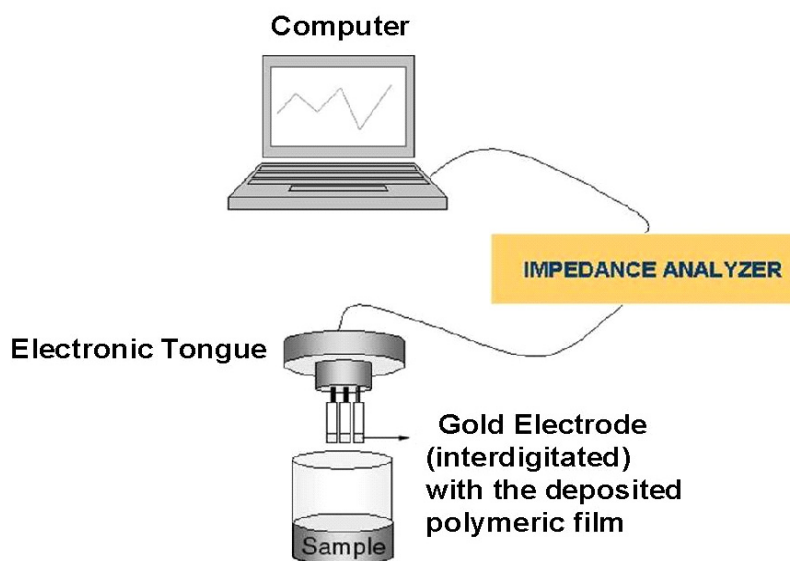 Computer
IMPEDANCE ANALYZER
Electronic Tongue
Gold Electrode
(interdigitated)
with the deposited
polymeric film
Sample